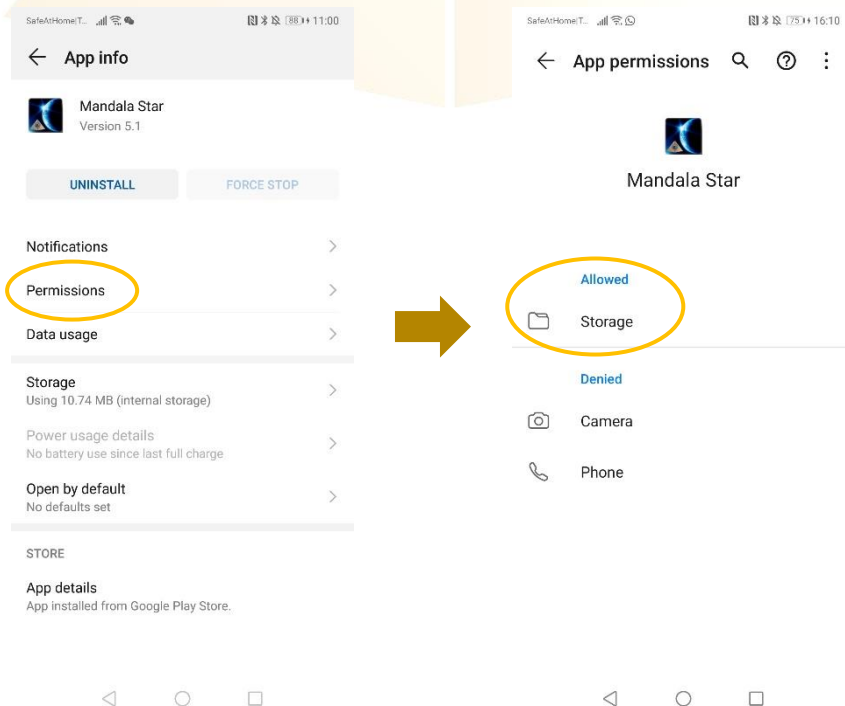 SafeAtHome|T...
88 11:00
App info
Mandala Star
Version 5.1
UNINSTALL
FORCE STOP
Notifications
Permissions
Data usage
Storage
Using 10.74 MB (internal storage)
Power usage details
No battery use since last full charge
Open by default
No defaults set
STORE
App details
App installed from Google Play Store.
SafeAtHome|T...
75 16:10
App permissions
Mandala Star
Allowed
Storage
Denied
Camera
Phone